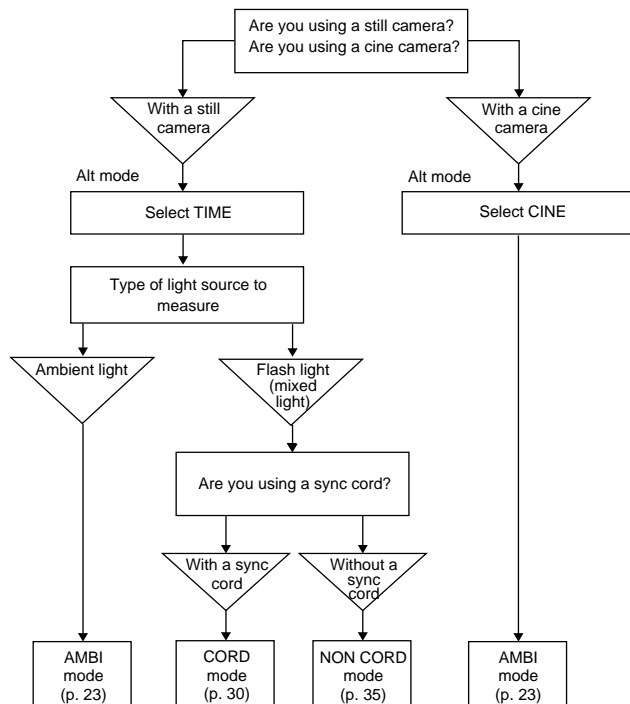 Are you using a still camera?
Are you using a cine camera?
With a still
camera
With a cine
camera
Alt mode
Alt mode
Select TIME
Select CINE
Type of light source to
measure
Ambient light
Flash light
(mixed
light)
Are you using a sync cord?
With a sync
cord
Without a
sync
cord
AMBI
mode
(p. 23)
CORD
mode
(p. 30)
NON CORD
mode
(p. 35)
AMBI
mode
(p. 23)